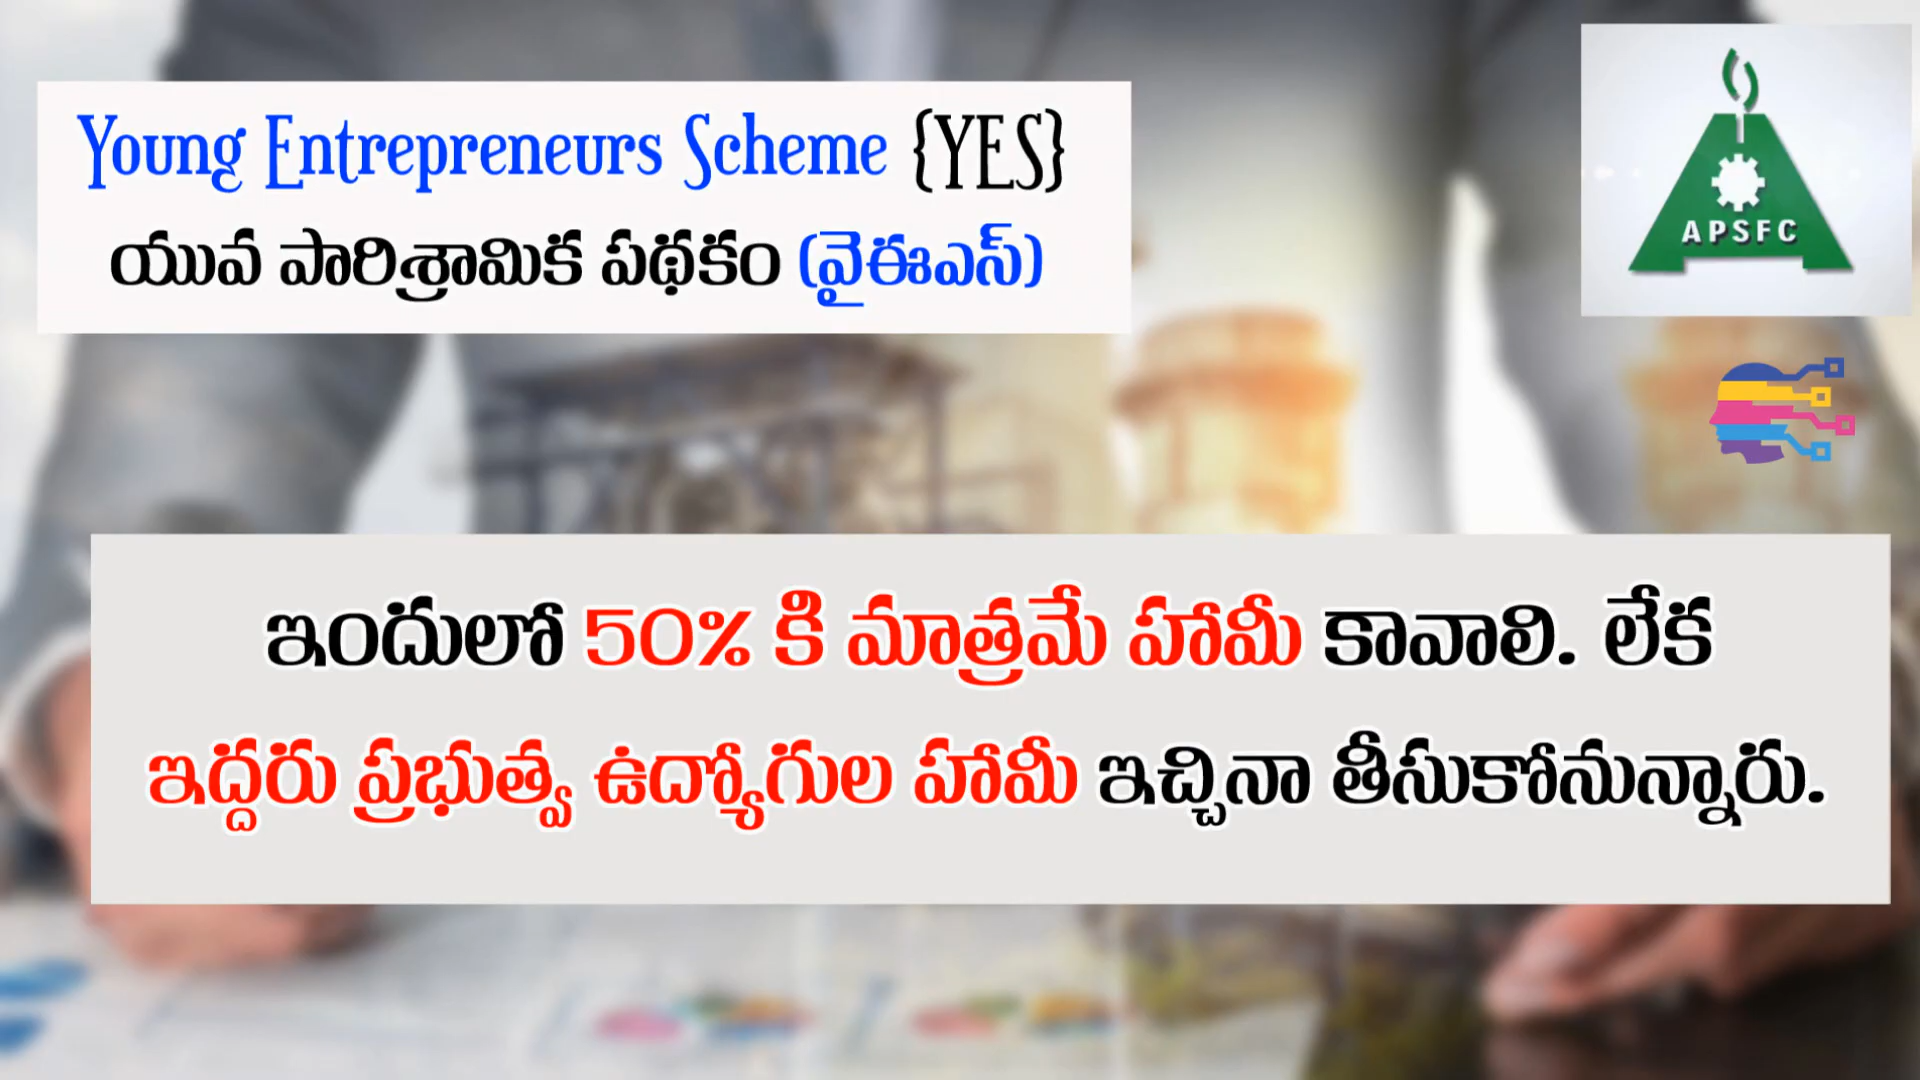 Young Entrepreneurs Scheme {YES}
యువ పారిశ్రామిక పథకం (వైఈఎస్)
APSFC
ఇందులో 50% కి మాత్రమే హామీ కావాలి. లేక
ఇద్దరు ప్రభుత్వ ఉద్యోగుల హామీ ఇచ్చినా తీసుకోనున్నారు.